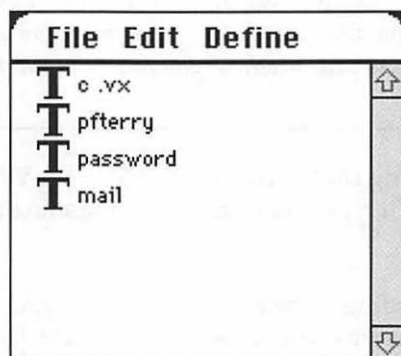 File Edit Define
T c .vx
T pfterry
T password
T mail